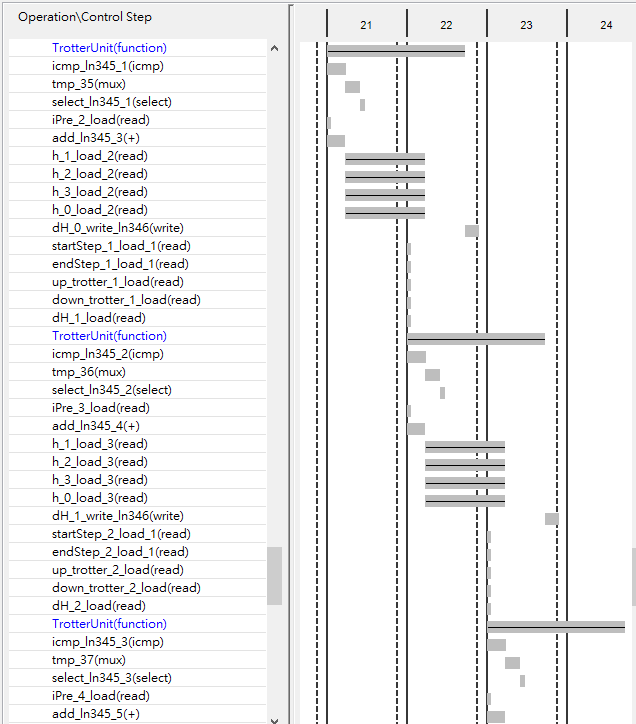 Operation\Control Step
21 22 23 24
TrotterUnit(function)
icmp_ln345_1(icmp)
tmp_35(mux)
select_ln345_1(select)
iPre_2_load(read)
add_ln345_3(+)
h_1_load_2(read)
h_2_load_2(read)
h_3_load_2(read)
h_0_load_2(read)
dH_0_write_ln346(write)
startStep_1_load_1(read)
endStep_1_load_1(read)
up_trotter_1_load(read)
down_trotter_1_load(read)
dH_1_load(read)
TrotterUnit(function)
icmp_ln345_2(icmp)
tmp_36(mux)
select_ln345_2(select)
iPre_3_load(read)
add_ln345_4(+)
h_1_load_3(read)
h_2_load_3(read)
h_3_load_3(read)
h_0_load_3(read)
dH_1_write_ln346(write)
startStep_2_load_1(read)
endStep_2_load_1(read)
up_trotter_2_load(read)
down_trotter_2_load(read)
dH_2_load(read)
TrotterUnit(function)
icmp_ln345_3(icmp)
tmp_37(mux)
select_ln345_3(select)
iPre_4_load(read)
add_ln345_5(+)